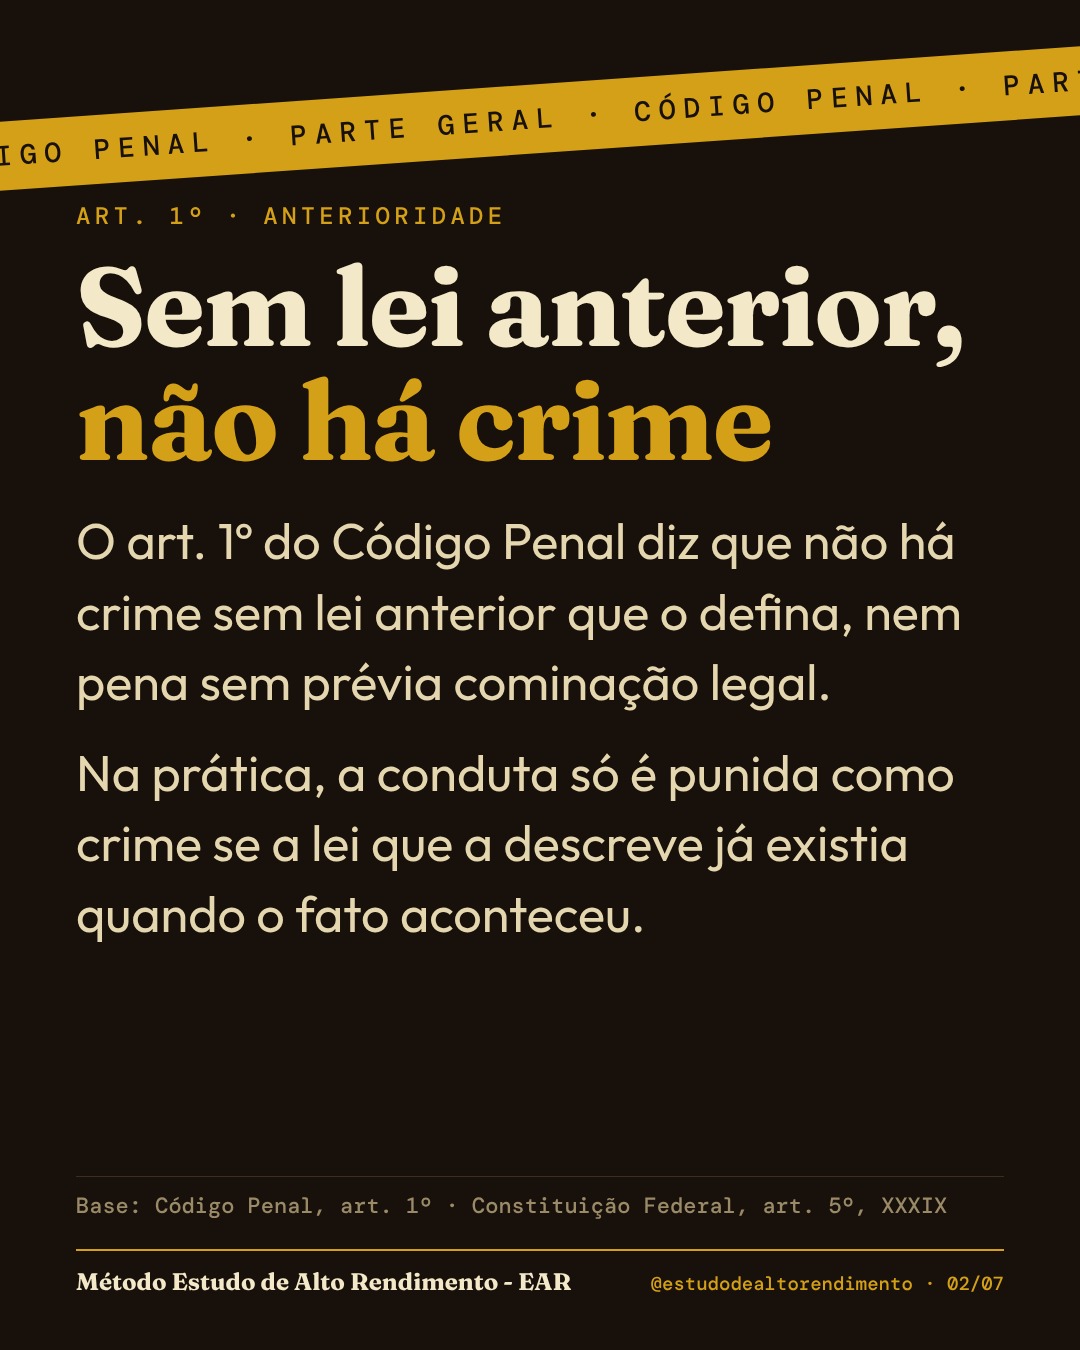 IGO PENAL · PARTE GERAL · CÓDIGO PENAL · PART
ART. 1º · ANTERIORIDADE
Sem lei anterior,
não há crime
O art. 1º do Código Penal diz que não há
crime sem lei anterior que o defina, nem
pena sem prévia cominação legal.
Na prática, a conduta só é punida como
crime se a lei que a descreve já existia
quando o fato aconteceu.
Base: Código Penal, art. 1º · Constituição Federal, art. 5º, XXXIX
Método Estudo de Alto Rendimento - EAR
@estudodealtorendimento · 02/07